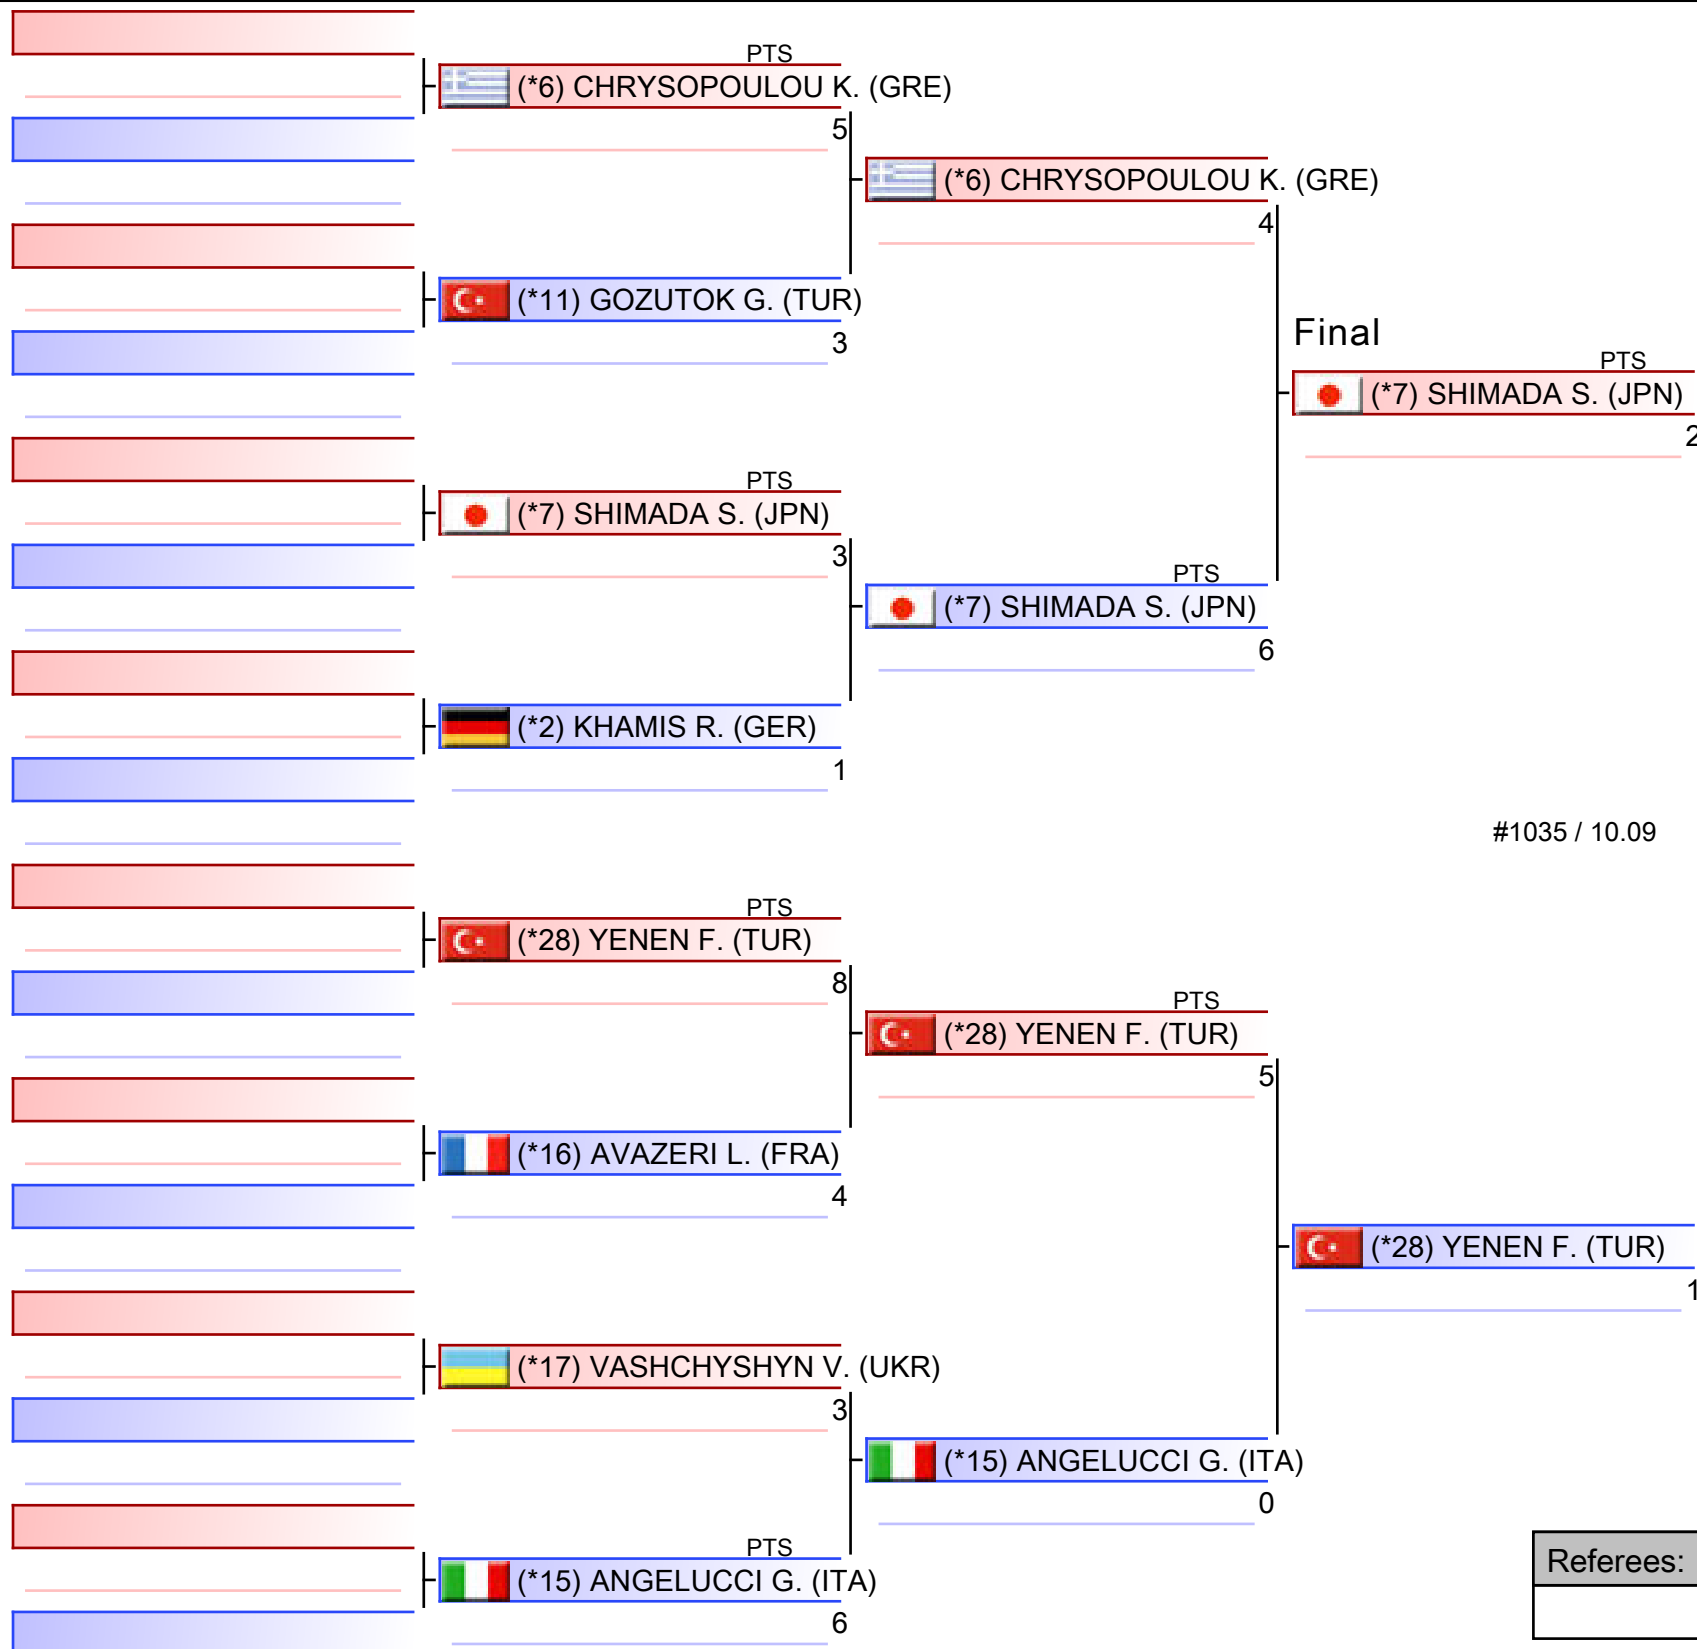 PTS
(*6) CHRYSOPOULOU K. (GRE)
5
(*6) CHRYSOPOULOU K. (GRE)
4
(*11) GOZUTOK G. (TUR)
3
Final
PTS
(*7) SHIMADA S. (JPN)
2
PTS
(*7) SHIMADA S. (JPN)
3
PTS
(*7) SHIMADA S. (JPN)
6
(*2) KHAMIS R. (GER)
1
#1035 / 10.09
PTS
(*28) YENEN F. (TUR)
8
PTS
(*28) YENEN F. (TUR)
5
(*16) AVAZERI L. (FRA)
4
(*28) YENEN F. (TUR)
1
(*17) VASHCHYSHYN V. (UKR)
3
(*15) ANGELUCCI G. (ITA)
0
PTS
(*15) ANGELUCCI G. (ITA)
6
Referees: